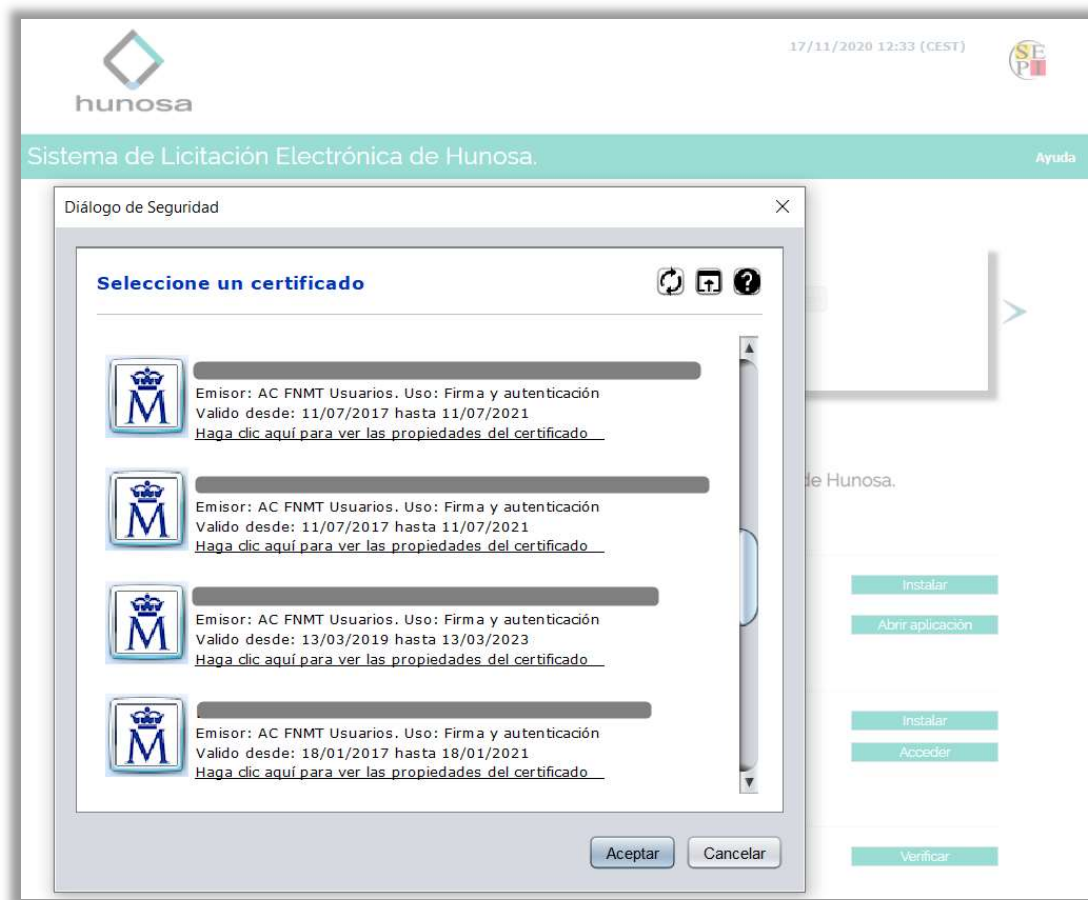 hunosa
17/11/2020 12:33 (CEST)
SEPI
Sistema de Licitación Electrónica de Hunosa.
Ayuda
Diálogo de Seguridad
Seleccione un certificado
Emisor: AC FNMT Usuarios. Uso: Firma y autenticación
Valido desde: 11/07/2017 hasta 11/07/2021
Haga clic aquí para ver las propiedades del certificado
Emisor: AC FNMT Usuarios. Uso: Firma y autenticación
Valido desde: 11/07/2017 hasta 11/07/2021
Haga clic aquí para ver las propiedades del certificado
de Hunosa.
Emisor: AC FNMT Usuarios. Uso: Firma y autenticación
Valido desde: 13/03/2019 hasta 13/03/2023
Haga clic aquí para ver las propiedades del certificado
Instalar
Abrir aplicación
Emisor: AC FNMT Usuarios. Uso: Firma y autenticación
Valido desde: 18/01/2017 hasta 18/01/2021
Haga clic aquí para ver las propiedades del certificado
Instalar
Acceder
Aceptar
Cancelar
Verificar